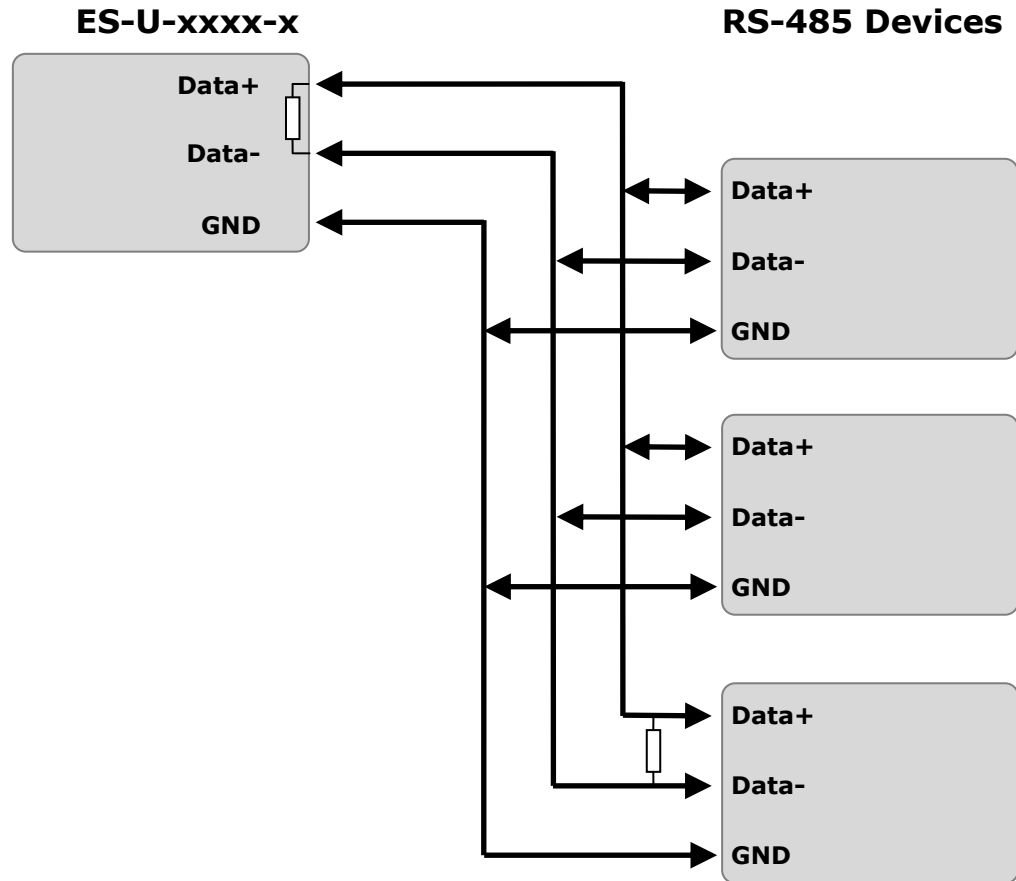 ES-U-xxxx-x
RS-485 Devices
Data+
Data-
GND
Data+
Data-
GND
Data+
Data-
GND
Data+
Data-
GND